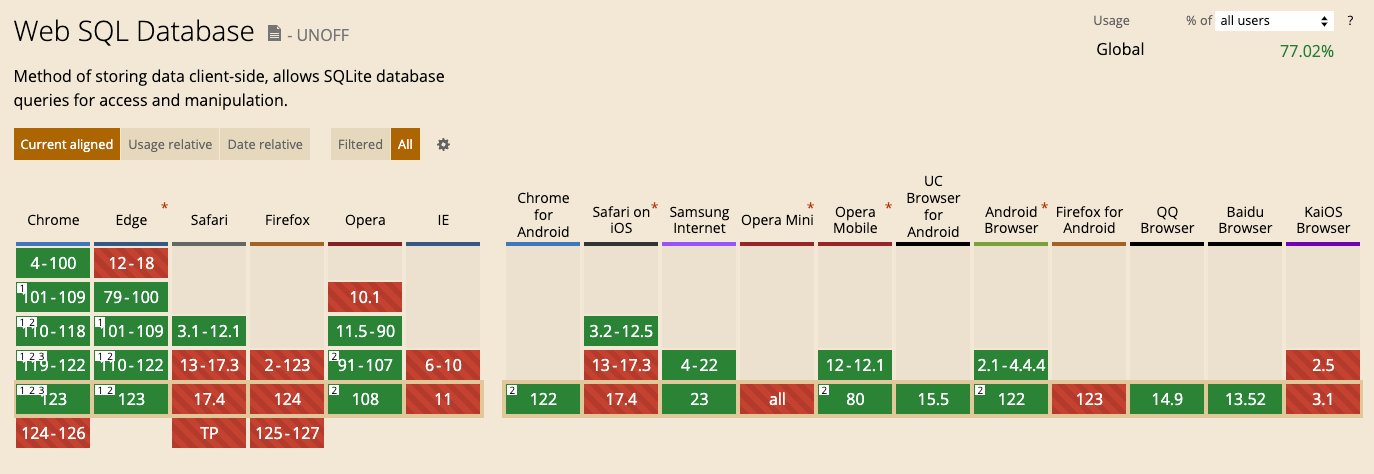 Web SQL Database - UNOFF
Usage % of all users ?
Global 77.02%
Method of storing data client-side, allows SQLite database
queries for access and manipulation.
Current aligned Usage relative Date relative Filtered All
Chrome Edge * Safari Firefox Opera IE
Chrome for Android
Safari on iOS *
Samsung Internet
Opera Mini *
Opera Mobile *
UC Browser for Android
Android Browser *
Firefox for Android
QQ Browser
Baidu Browser
KaiOS Browser
4-100 12-18
1 101-109 79-100 10.1
1 2 110-118 1 101-109 3.1-12.1 11.5-90 3.2-12.5
1 2 3 119-122 1 2 110-122 13-17.3 2-123 2 91-107 6-10 13-17.3 4-22 12-12.1 2.1-4.4.4 2.5
1 2 3 123 1 2 123 17.4 124 2 108 11 2 122 17.4 23 all 2 80 15.5 2 122 123 14.9 13.52 3.1
124-126 TP 125-127